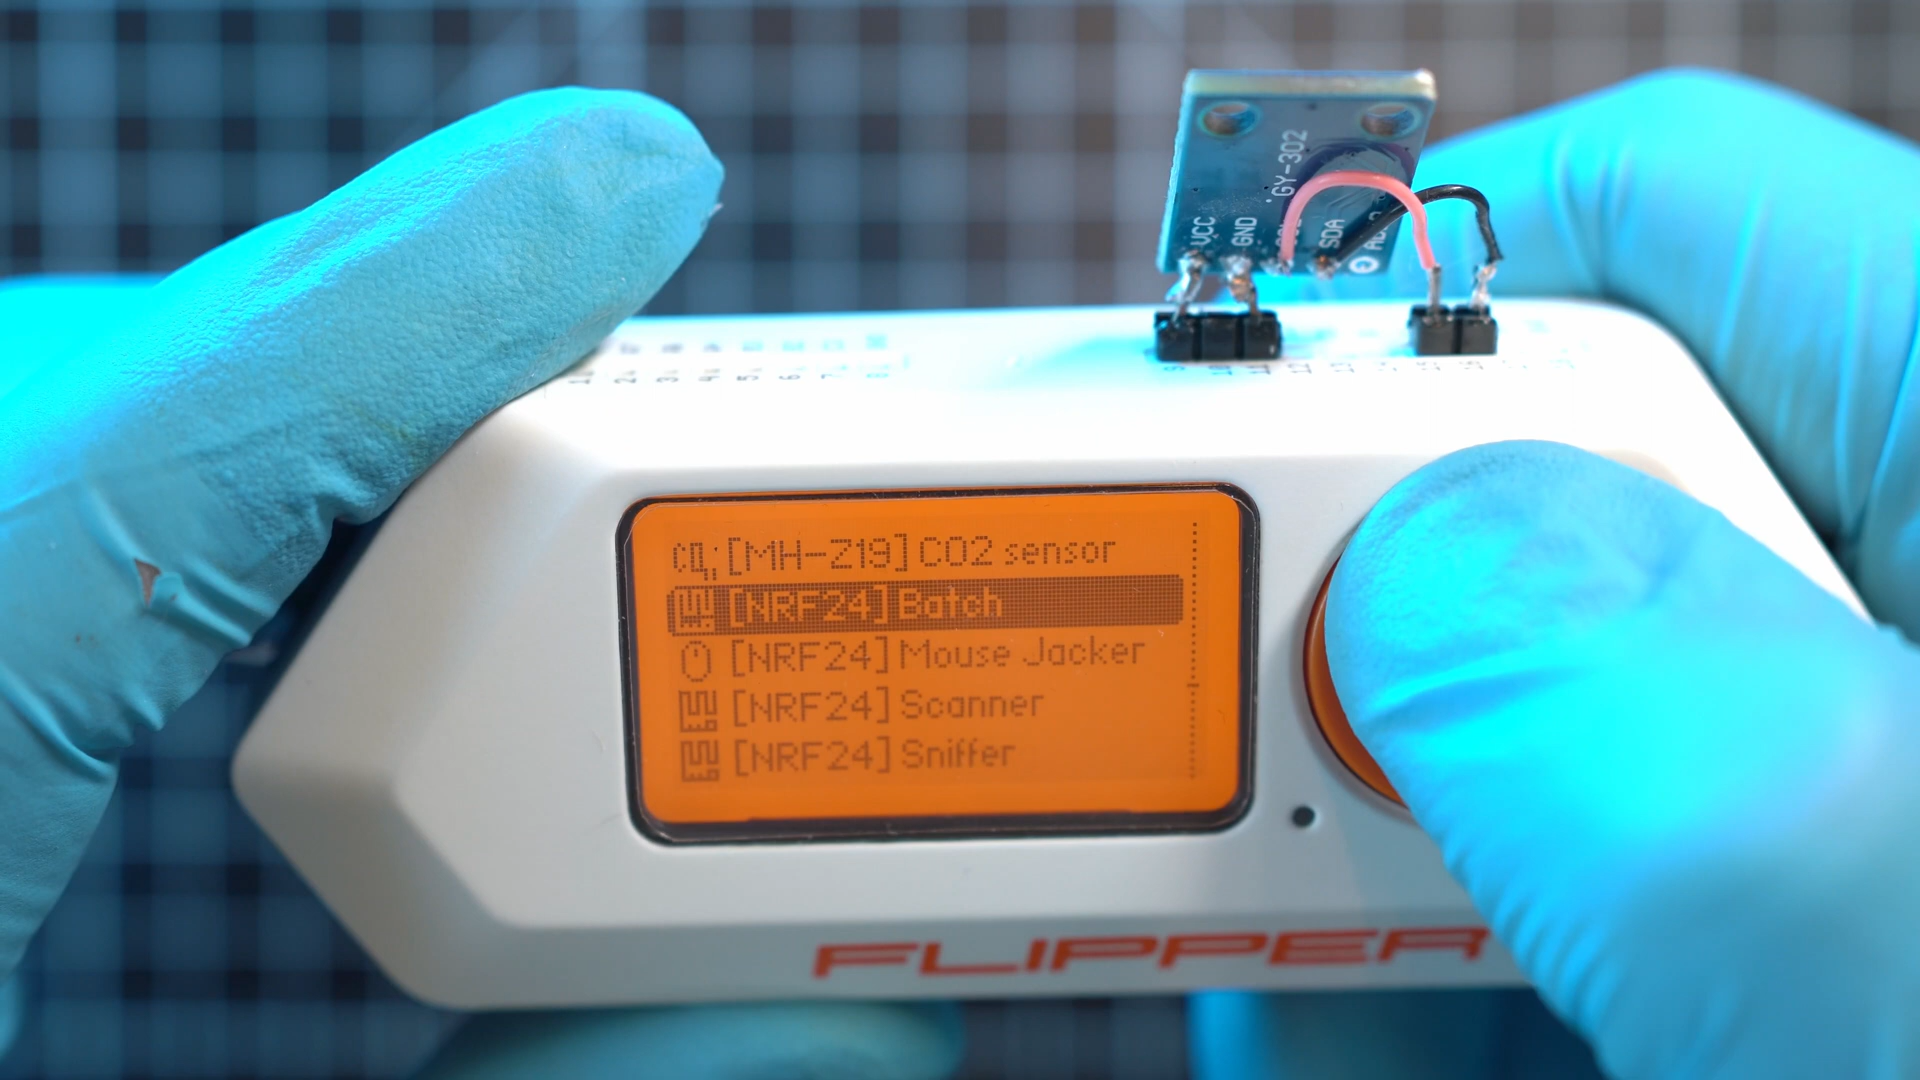 GY-302
VCC
GND
SDA
[MH-Z19] CO2 sensor
[NRF24] Batch
[NRF24] Mouse Jacker
[NRF24] Scanner
[NRF24] Sniffer
FLIPPER